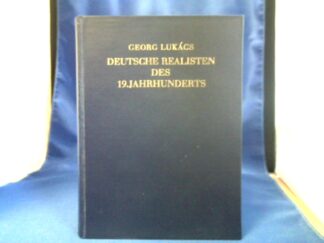 GEORG LUKÁCS
DEUTSCHE REALISTEN
DES
19. JAHRHUNDERTS